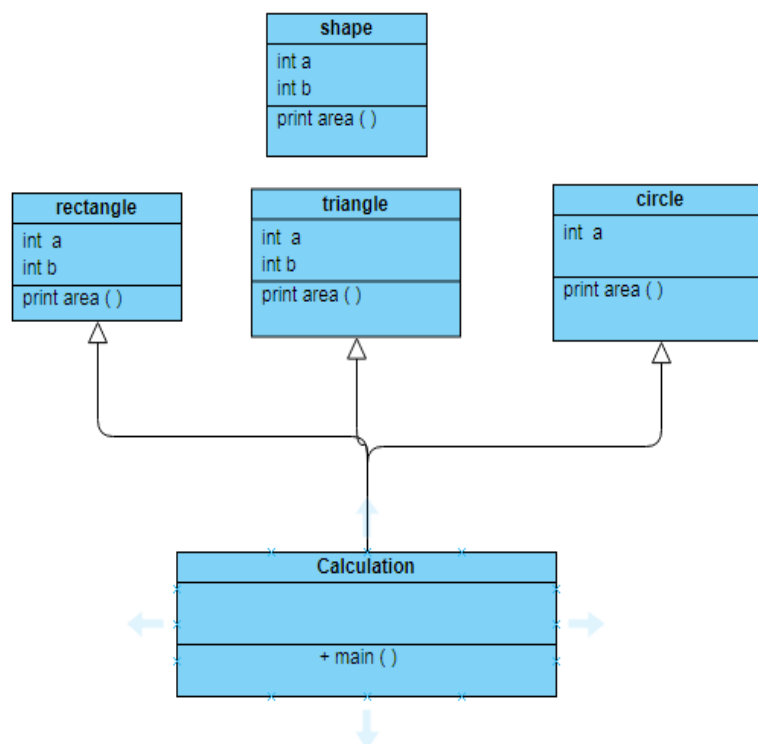 shape
int a
int b
print area ( )
rectangle
int  a
int b
print area ( )
triangle
int  a
int b
print area ( )
circle
int  a
print area ( )
Calculation
+ main ( )